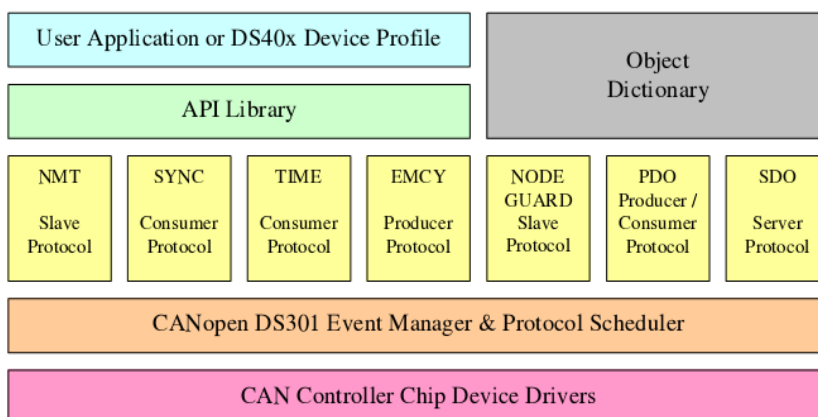 User Application or DS40x Device Profile
Object
Dictionary
API Library
NMT
Slave
Protocol
SYNC
Consumer
Protocol
TIME
Consumer
Protocol
EMCY
Producer
Protocol
NODE
GUARD
Slave
Protocol
PDO
Producer /
Consumer
Protocol
SDO
Server
Protocol
CANopen DS301 Event Manager & Protocol Scheduler
CAN Controller Chip Device Drivers